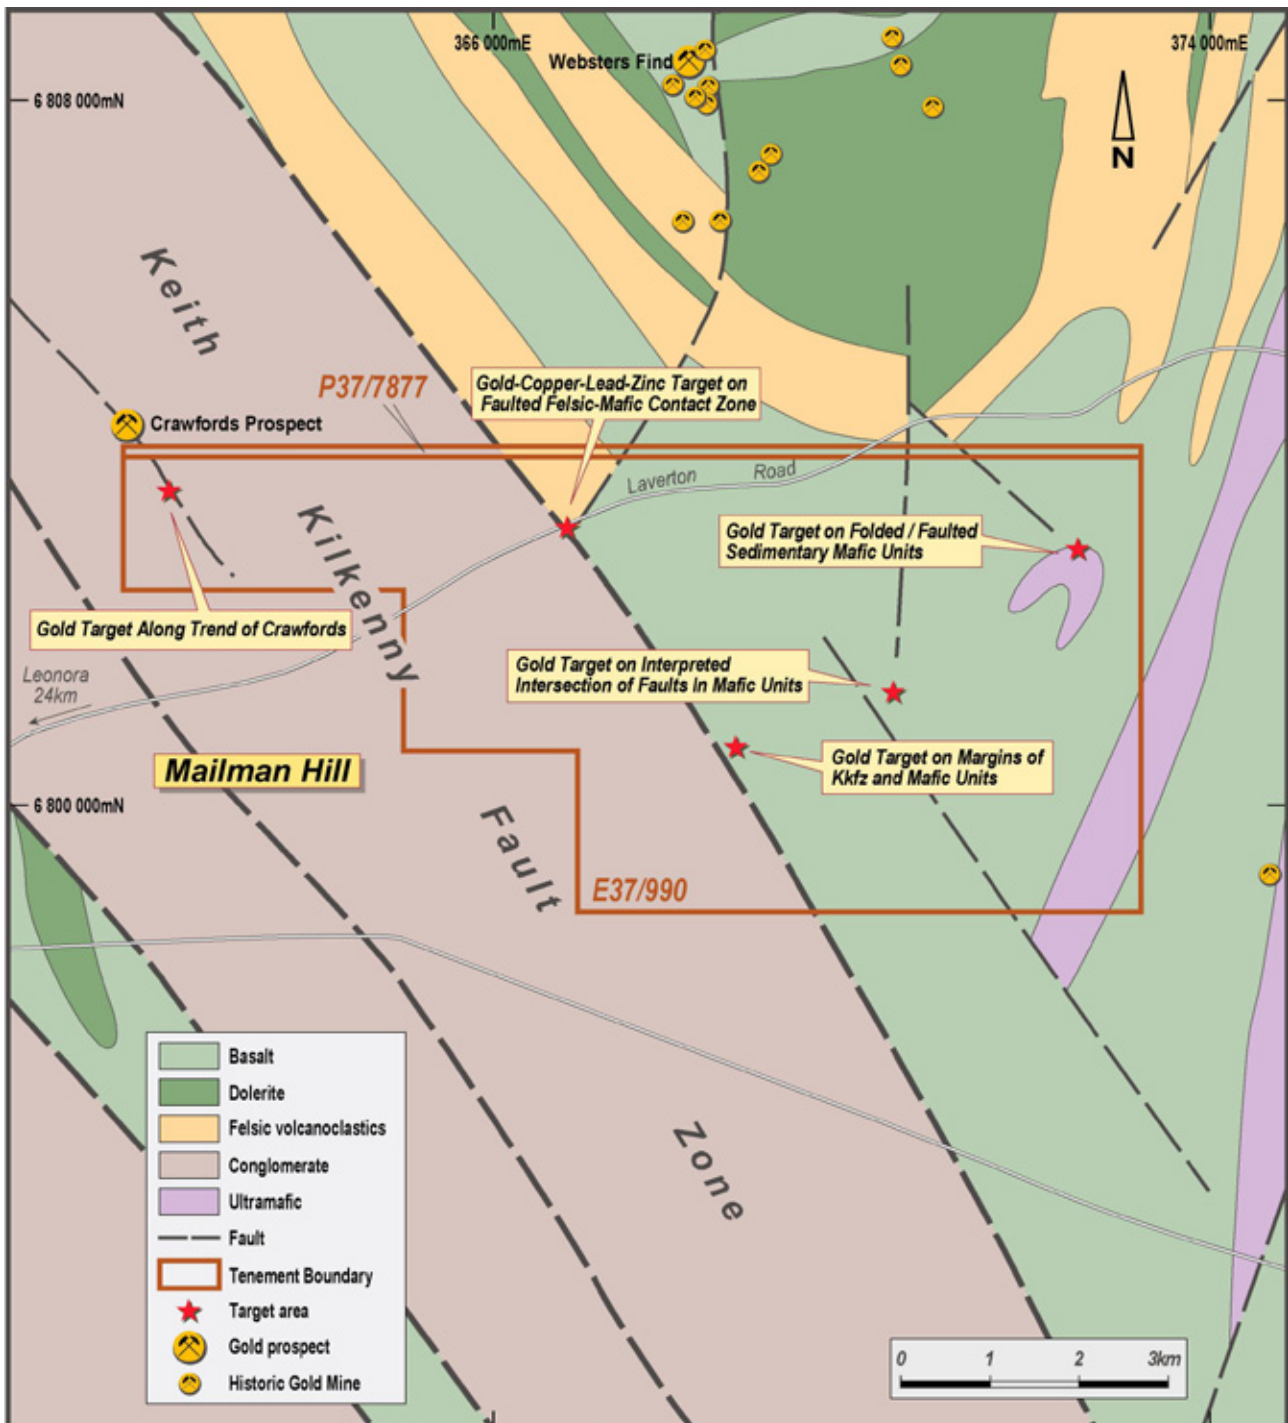 366 000mE
374 000mE
Websters Find
6 808 000mN
N
Keith
P37/7877
Gold-Copper-Lead-Zinc Target on
Faulted Felsic-Mafic Contact Zone
Crawfords Prospect
Laverton Road
Kilkenny
Gold Target on Folded / Faulted
Sedimentary Mafic Units
Gold Target Along Trend of Crawfords
Leonora
24km
Gold Target on Interpreted
Intersection of Faults in Mafic Units
Mailman Hill
Gold Target on Margins of
Kkfz and Mafic Units
6 800 000mN
Fault
E37/990
Zone
Basalt
Dolerite
Felsic volcanoclastics
Conglomerate
Ultramafic
Fault
Tenement Boundary
Target area
Gold prospect
Historic Gold Mine
0 1 2 3km